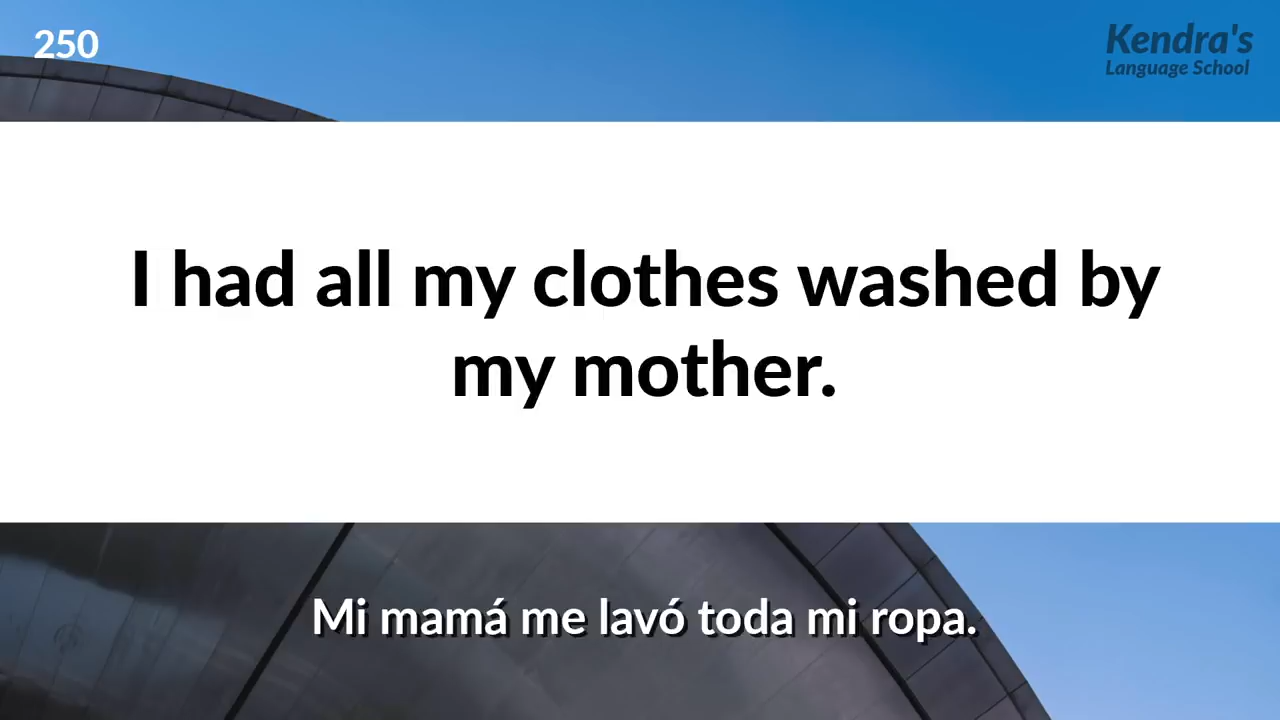 250
Kendra's
Language School
I had all my clothes washed by
my mother.
Mi mamá me lavó toda mi ropa.